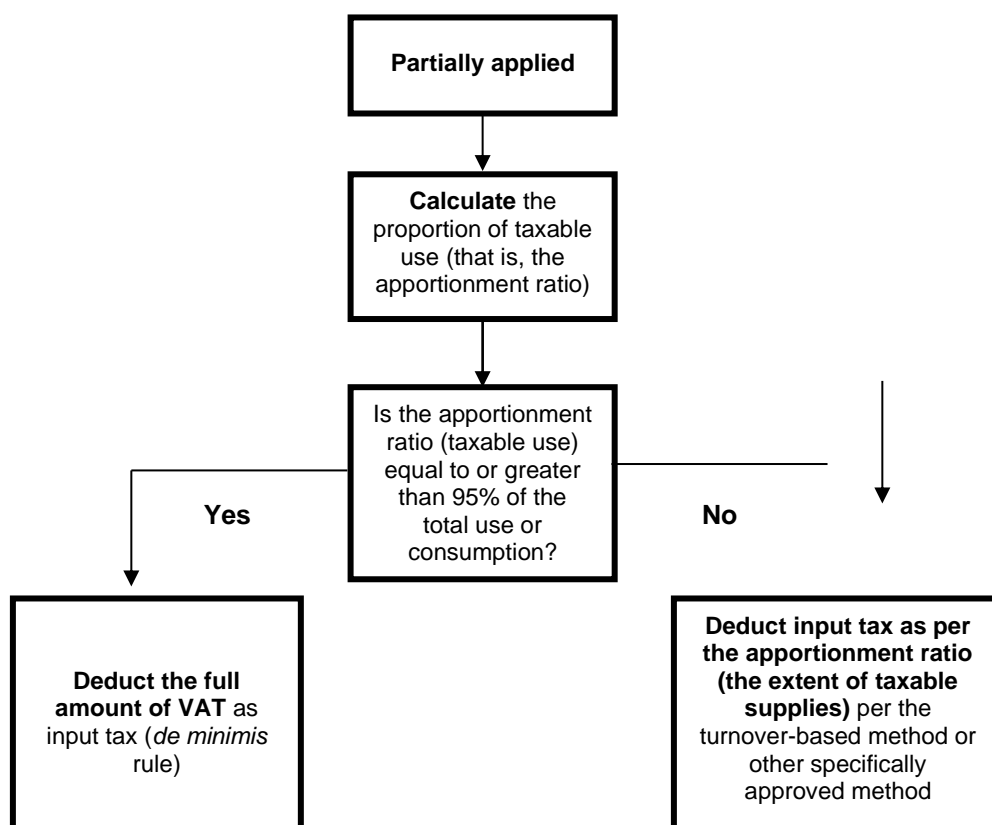 Partially applied
Calculate the
proportion of taxable
use (that is, the
apportionment ratio)
Is the apportionment
ratio (taxable use)
equal to or greater
than 95% of the
total use or
consumption?
Yes
No
Deduct the full
amount of VAT as
input tax (de minimis
rule)
Deduct input tax as per
the apportionment ratio
(the extent of taxable
supplies) per the
turnover-based method or
other specifically
approved method